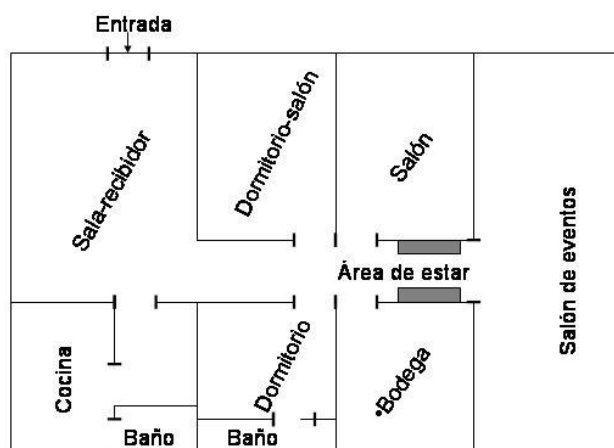 Entrada
Sala-recibidor
Dormitorio-salón
Salón
Área de estar
Salón de eventos
Cocina
Dormitorio
•Bodega
Baño
Baño